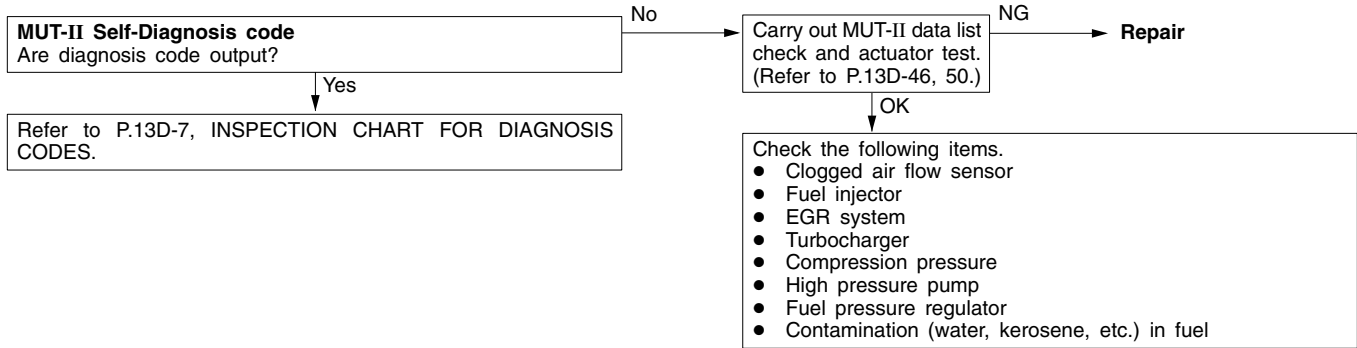 MUT-II Self-Diagnosis code
Are diagnosis code output?
No
Carry out MUT-II data list
check and actuator test.
(Refer to P.13D-46, 50.)
NG
Repair
Yes
Refer to P.13D-7, INSPECTION CHART FOR DIAGNOSIS
CODES.
OK
Check the following items.
● Clogged air flow sensor
● Fuel injector
● EGR system
● Turbocharger
● Compression pressure
● High pressure pump
● Fuel pressure regulator
● Contamination (water, kerosene, etc.) in fuel